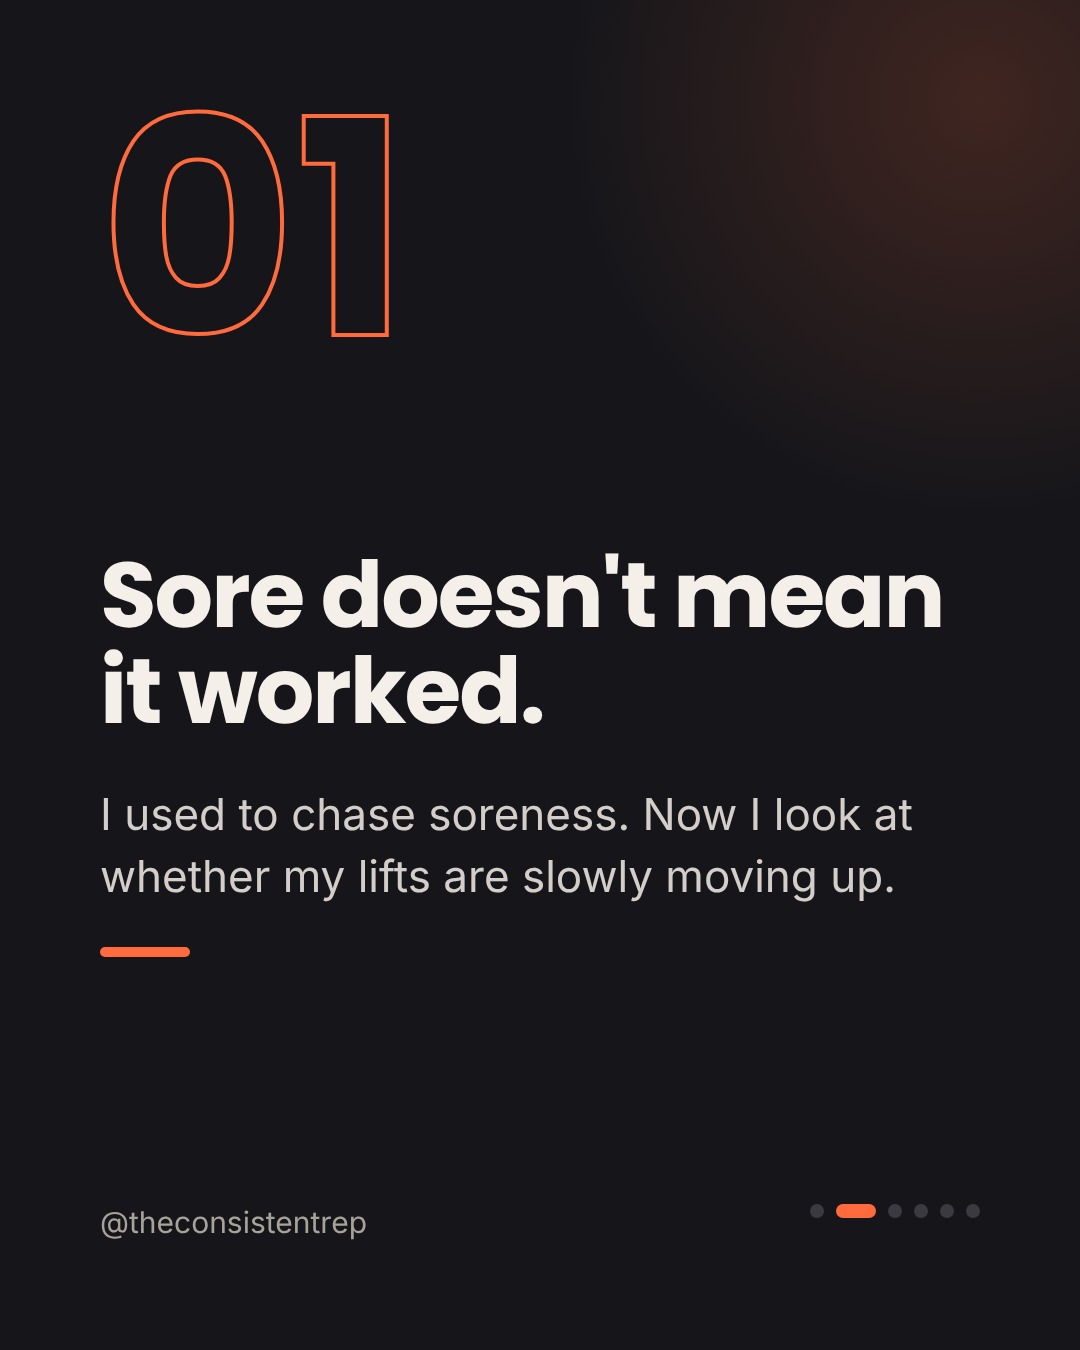 01
Sore doesn't mean
it worked.
I used to chase soreness. Now I look at
whether my lifts are slowly moving up.
@theconsistentrep